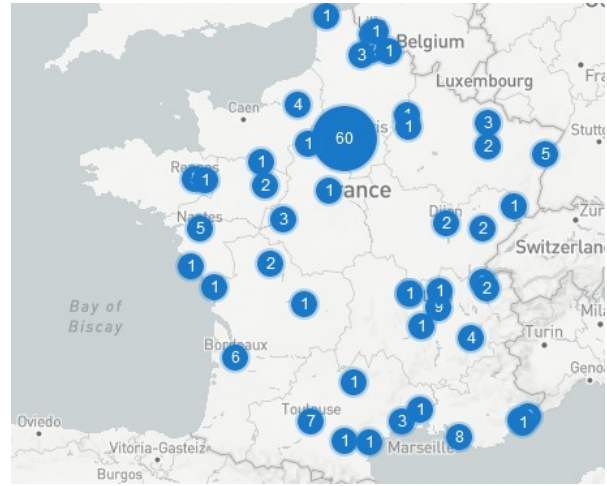 1
1
Belgium
3
1
Luxembourg
4
Caen
1
3
60
1
2
Stuttg
5
1
1
1
2
1
Rennes
1
rance
1
Nantes
5
3
Dijon
2
2
Zür
Switzerland
1
2
2
1
1
2
1
9
1
4
Bay of
Biscay
Turin
Mila
Genoa
Bordeaux
6
1
Toulouse
7
3
1
1
1
1
8
Marseille
Oviedo
Vitoria-Gasteiz
Burgos